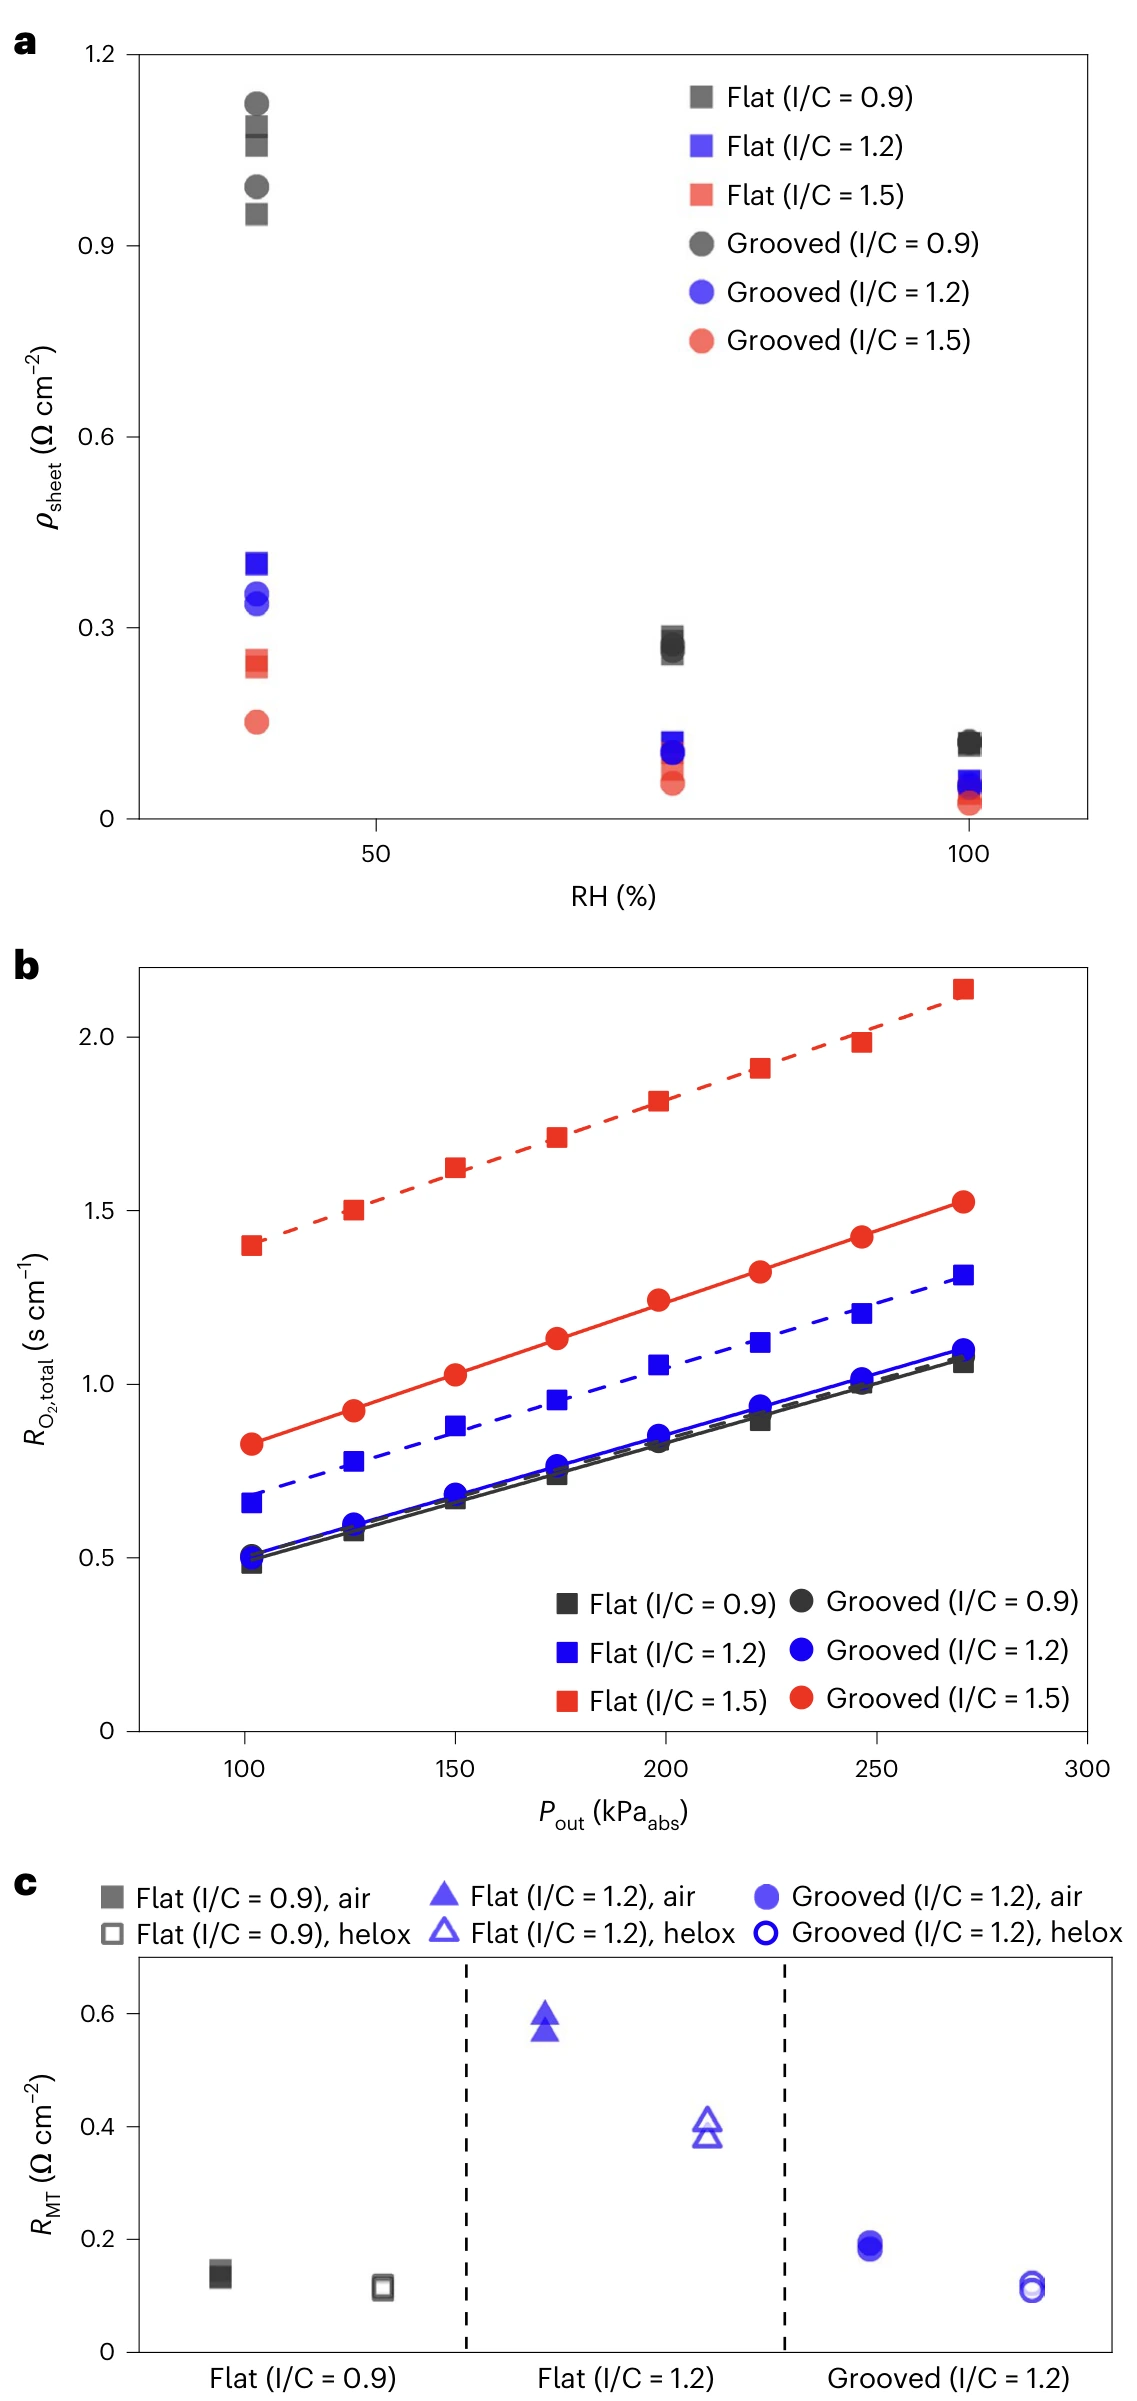 a
1.2
0.9
0.6
0.3
0
ρsheet (Ω cm−2)
Flat (I/C = 0.9)
Flat (I/C = 1.2)
Flat (I/C = 1.5)
Grooved (I/C = 0.9)
Grooved (I/C = 1.2)
Grooved (I/C = 1.5)
50 100
RH (%)
b
2.0
1.5
1.0
0.5
0
RO2,total (s cm−1)
Flat (I/C = 0.9) Grooved (I/C = 0.9)
Flat (I/C = 1.2) Grooved (I/C = 1.2)
Flat (I/C = 1.5) Grooved (I/C = 1.5)
100 150 200 250 300
Pout (kPaabs)
c
Flat (I/C = 0.9), air Flat (I/C = 1.2), air Grooved (I/C = 1.2), air
Flat (I/C = 0.9), helox Flat (I/C = 1.2), helox Grooved (I/C = 1.2), helox
0.6
0.4
0.2
0
RMT (Ω cm−2)
Flat (I/C = 0.9) Flat (I/C = 1.2) Grooved (I/C = 1.2)